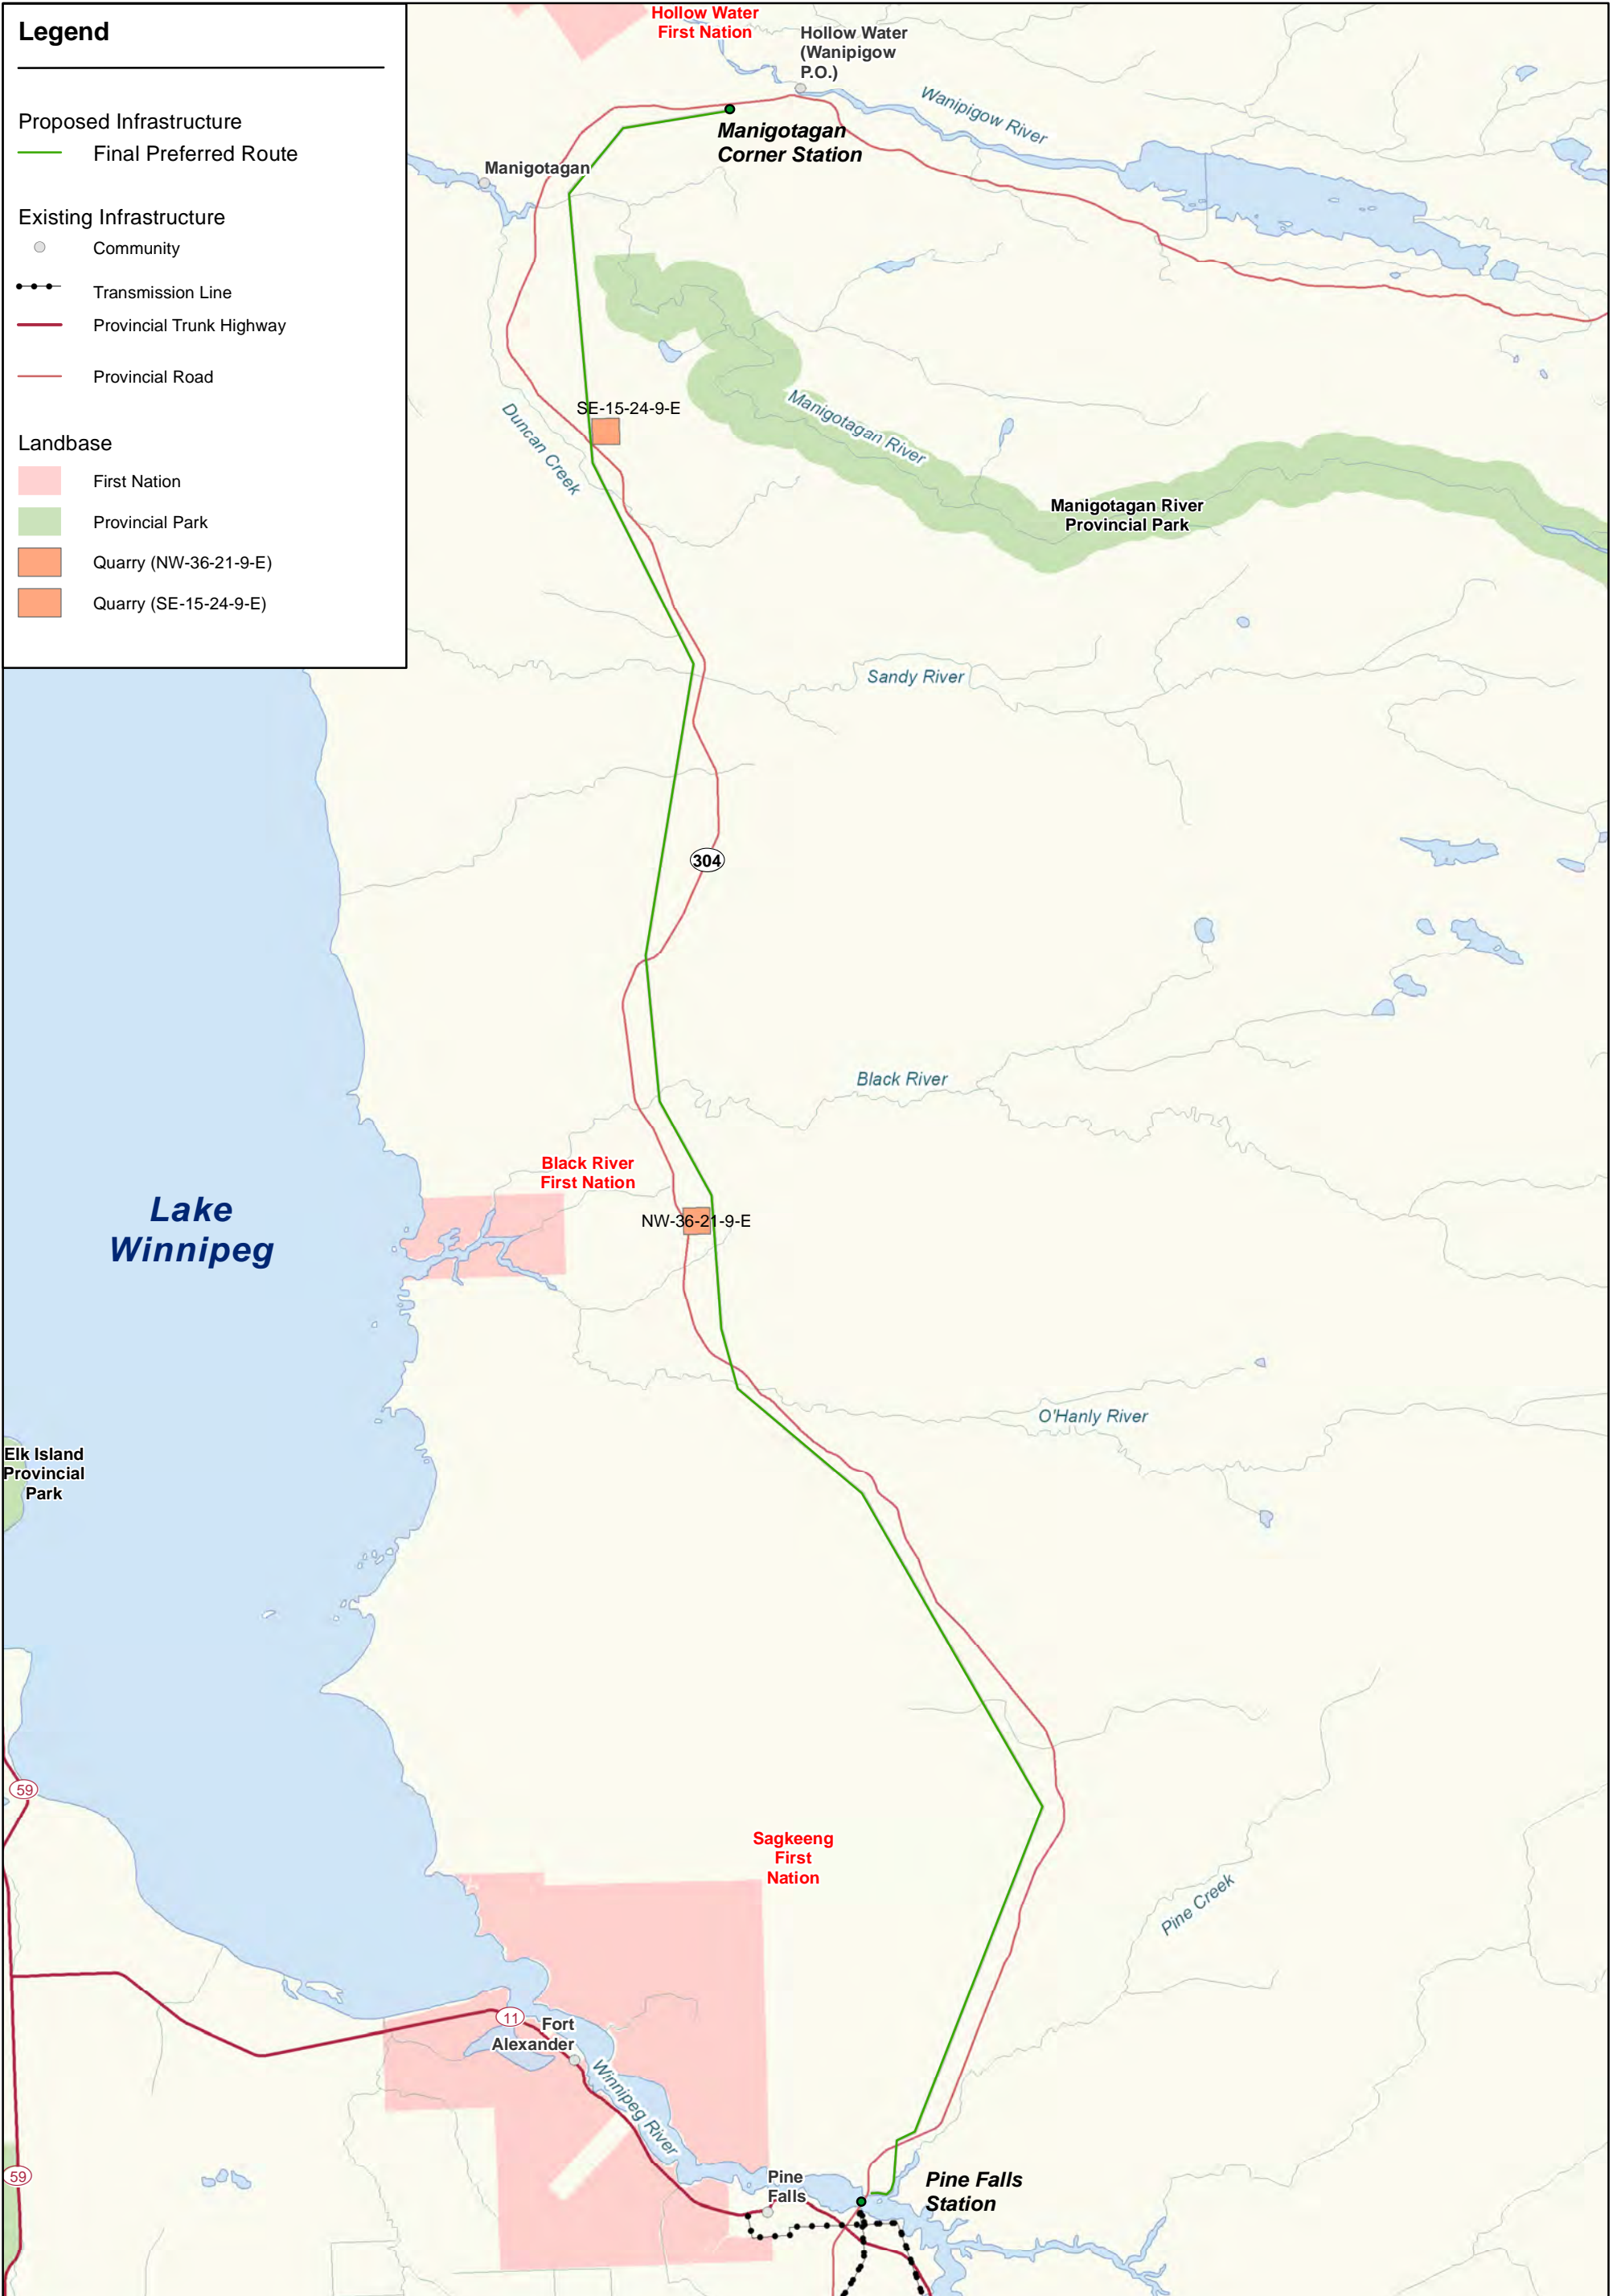 Legend
Proposed Infrastructure
Final Preferred Route
Existing Infrastructure
Community
Transmission Line
Provincial Trunk Highway
Provincial Road
Landbase
First Nation
Provincial Park
Quarry (NW-36-21-9-E)
Quarry (SE-15-24-9-E)
Hollow Water
First Nation
Hollow Water
(Wanipigow
P.O.)
Wanipigow River
Manigotagan
Corner Station
Manigotagan
SE-15-24-9-E
Duncan Creek
Manigotagan River
Manigotagan River
Provincial Park
Sandy River
304
Black River
Black River
First Nation
NW-36-21-9-E
Lake
Winnipeg
O'Hanly River
Elk Island
Provincial
Park
59
Sagkeeng
First
Nation
Pine Creek
11
Fort
Alexander
Winnipeg River
59
Pine
Falls
Pine Falls
Station